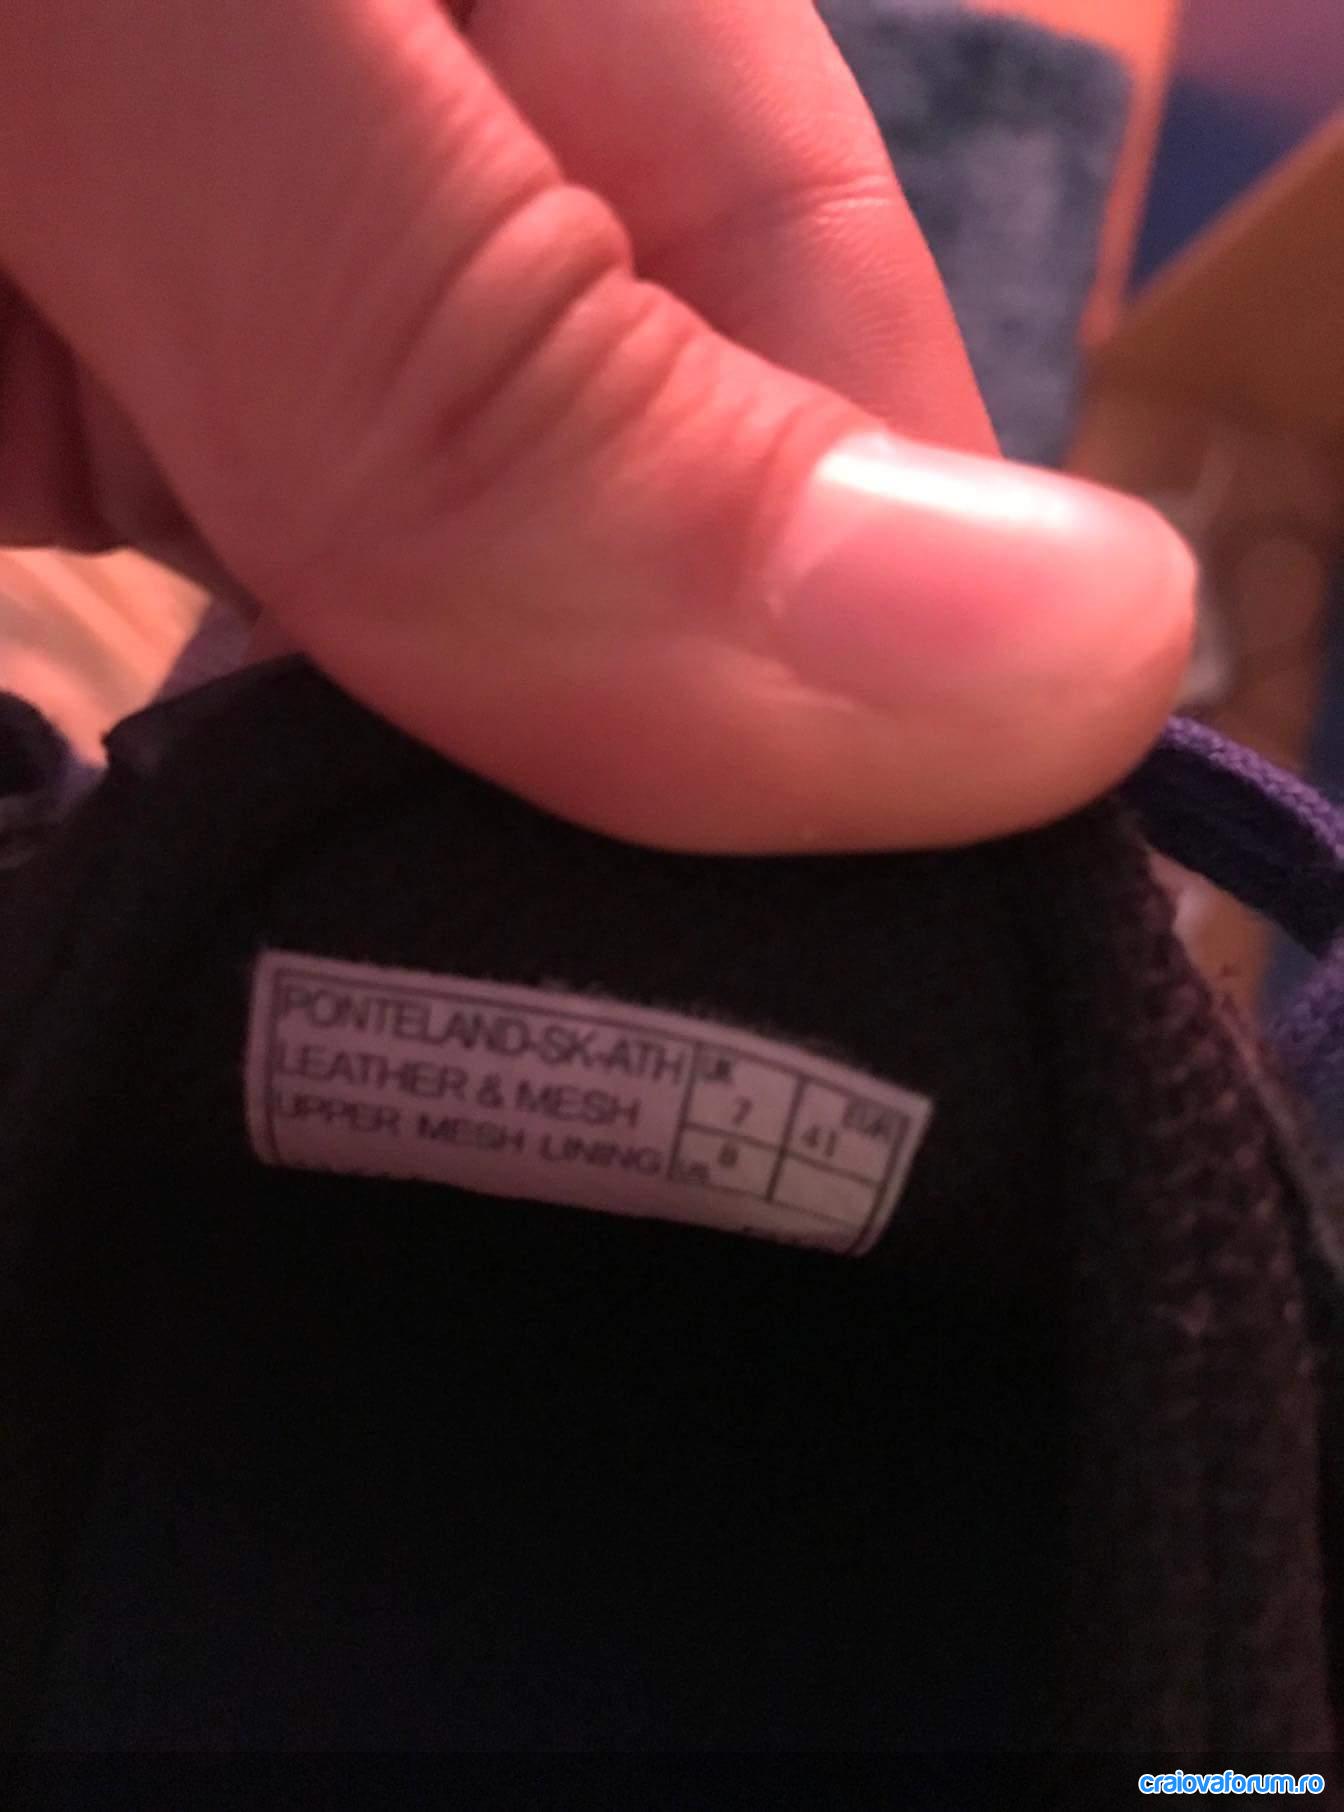 PONTELAND-SK-ATH
LEATHER & MESH
UPPER MESH LINING
UK
7
EUR
41
US
8
craiovaforum.ro